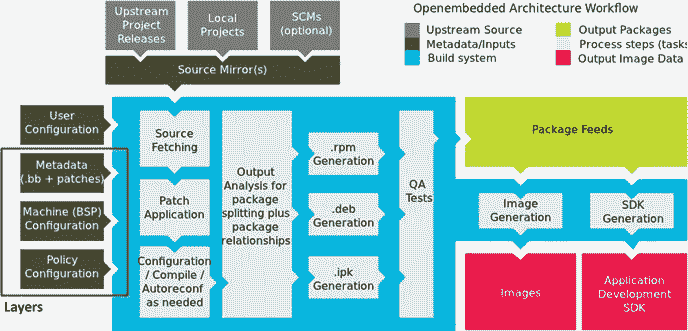 Openembedded Architecture Workflow
Upstream Source
Metadata/Inputs
Build system
Output Packages
Process steps (tasks
Output Image Data
Upstream
Project
Releases
Local
Projects
SCMs
(optional)
Source Mirror(s)
User
Configuration
Metadata
(.bb + patches)
Machine (BSP)
Configuration
Policy
Configuration
Layers
Source
Fetching
Patch
Application
Configuration
/ Compile /
Autoreconf
as needed
Output
Analysis for
package
splitting plus
package
relationships
.rpm
Generation
.deb
Generation
.ipk
Generation
QA
Tests
Package Feeds
Image
Generation
SDK
Generation
Images
Application
Development
SDK